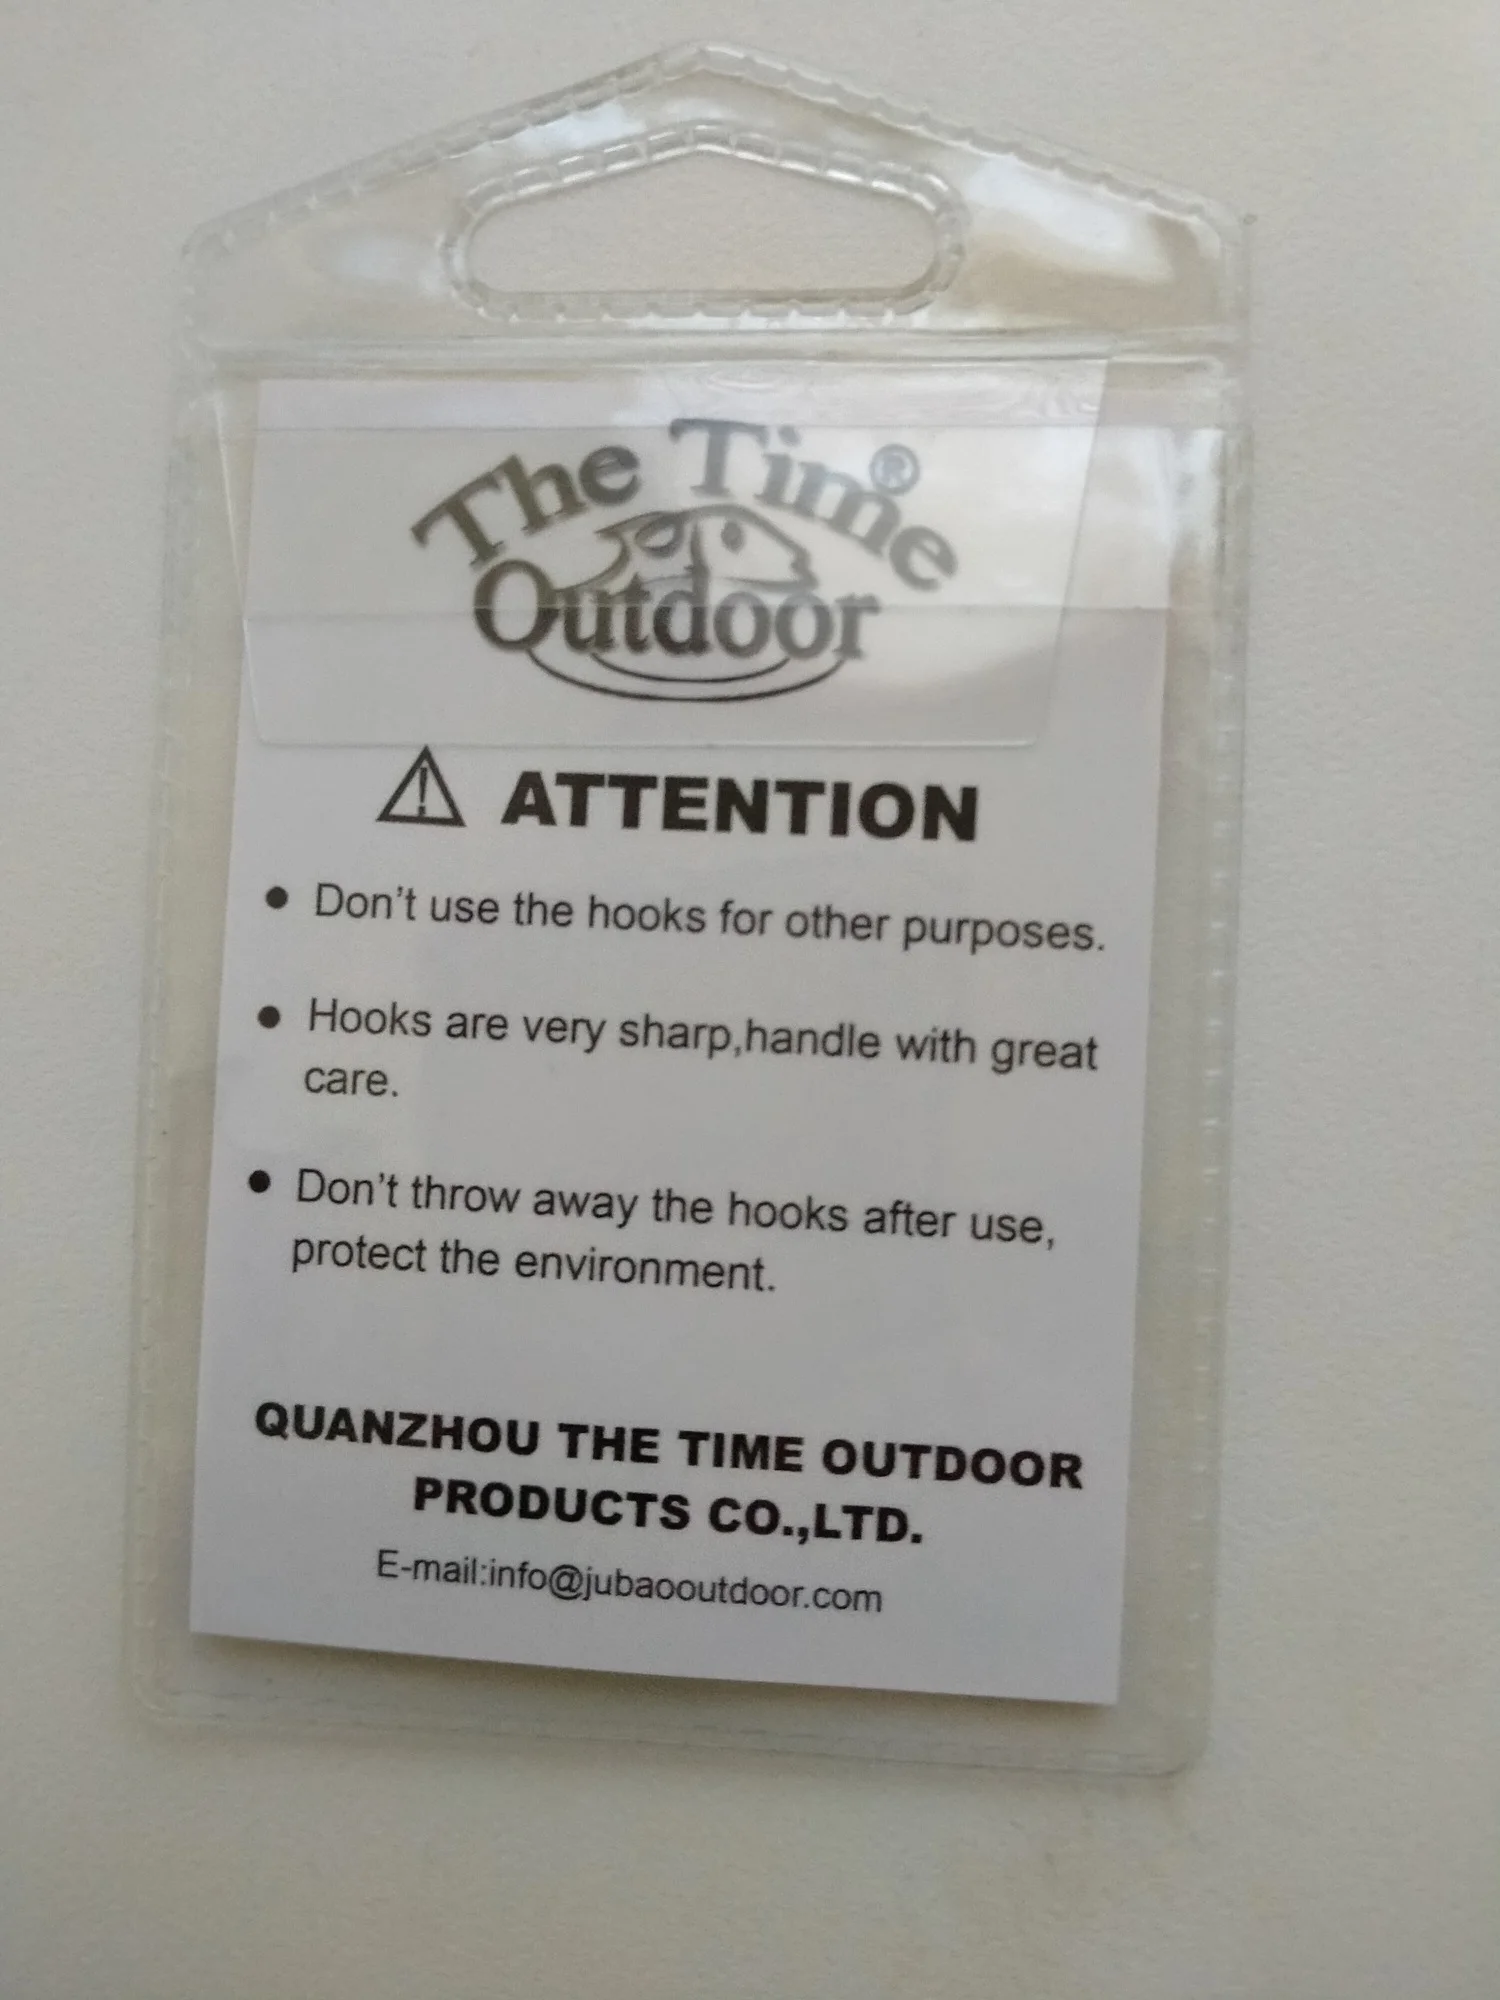 The Time ®
Outdoor
⚠ ATTENTION
● Don't use the hooks for other purposes.
● Hooks are very sharp,handle with great
care.
● Don't throw away the hooks after use,
protect the environment.
QUANZHOU THE TIME OUTDOOR
PRODUCTS CO.,LTD.
E-mail:info@jubaooutdoor.com